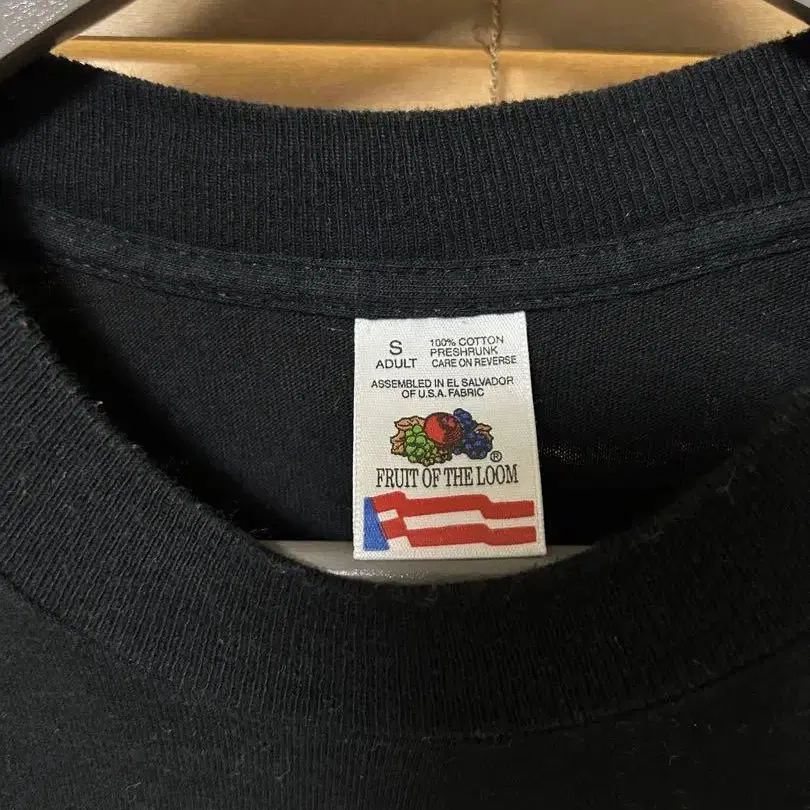 S
ADULT
100% COTTON
PRESHRUNK
CARE ON REVERSE
ASSEMBLED IN EL SALVADOR
OF U.S.A. FABRIC
®
FRUIT OF THE LOOM